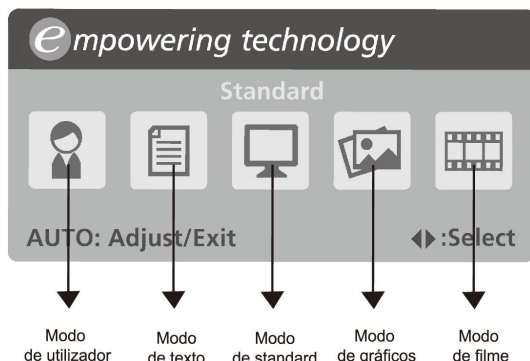 empowering technology
Standard
AUTO: Adjust/Exit
:Select
Modo
de utilizador
Modo
de texto
Modo
de standard
Modo
de gráficos
Modo
de filme